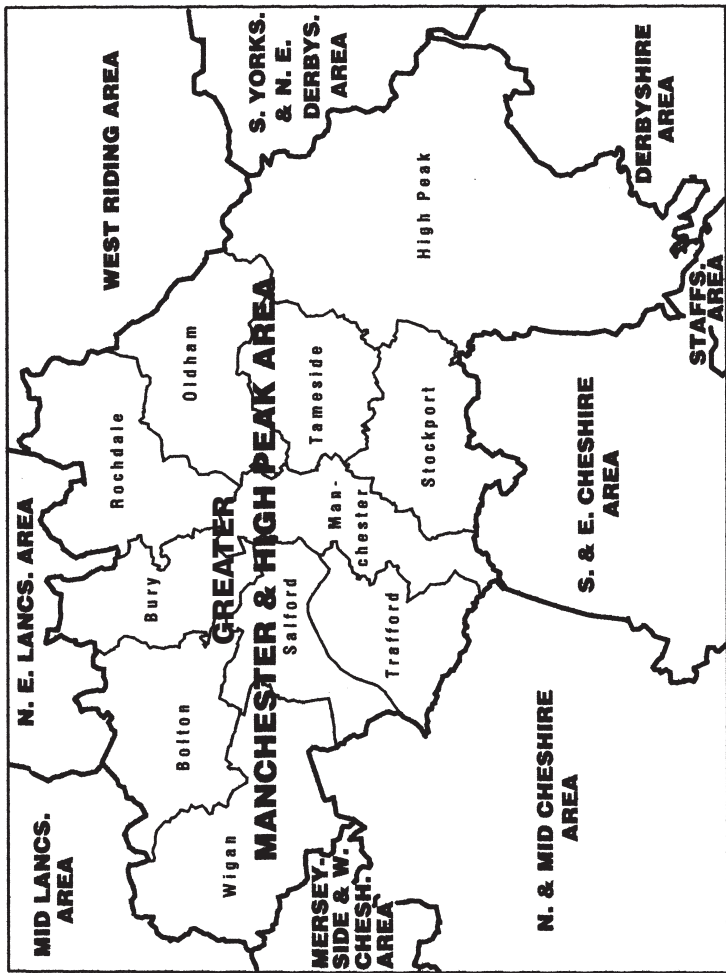 MID LANCS.
AREA
N. E. LANCS. AREA
WEST RIDING AREA
S. YORKS.
& N. E.
DERBYS.
AREA
Rochdale
Bury
Bolton
Oldham
Wigan
GREATER
MANCHESTER & HIGH PEAK AREA
Salford
Tameside
Man-
chester
Trafford
Stockport
High Peak
MERSEY-
SIDE & W.
CHESH.
AREA
N. & MID CHESHIRE
AREA
S. & E. CHESHIRE
AREA
DERBYSHIRE
AREA
STAFFS.
AREA